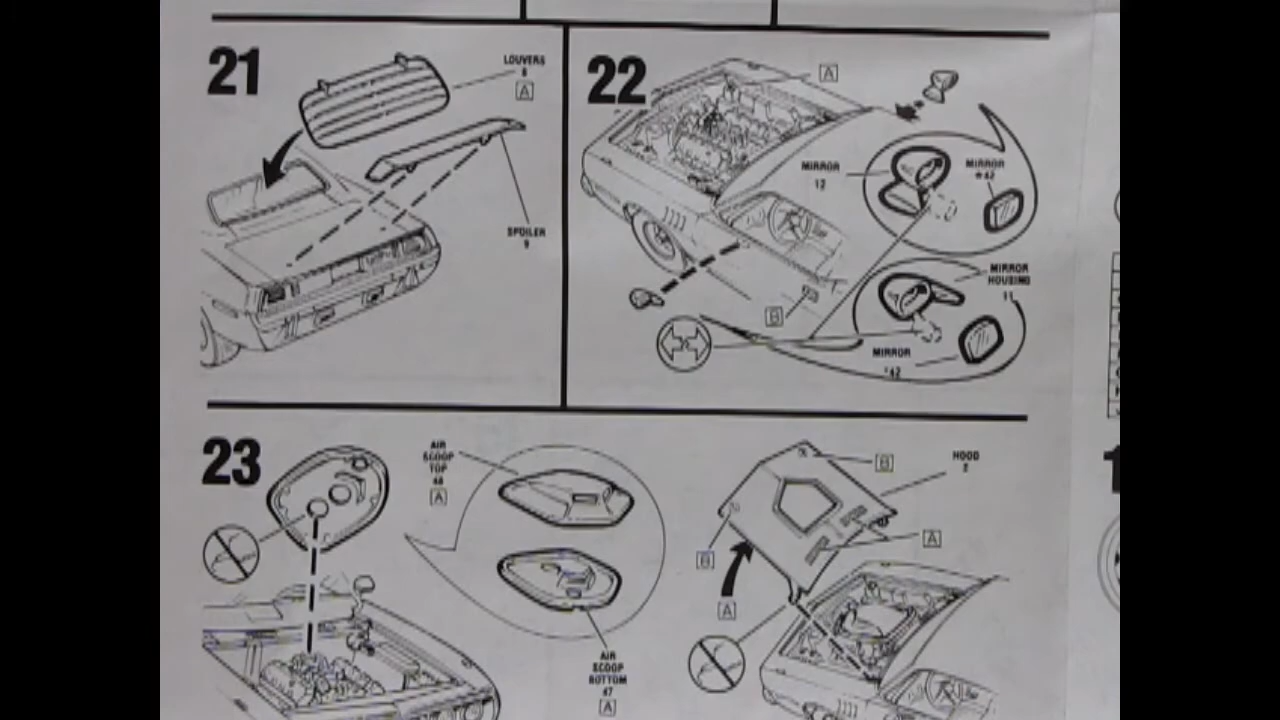 21
LOUVERS
8
A
SPOILER
9
22
A
MIRROR
12
MIRROR
*42
MIRROR
HOUSING
11
B
MIRROR
*42
23
AIR
SCOOP
TOP
48
A
AIR
SCOOP
BOTTOM
47
A
HOOD
2
B
B
A
A